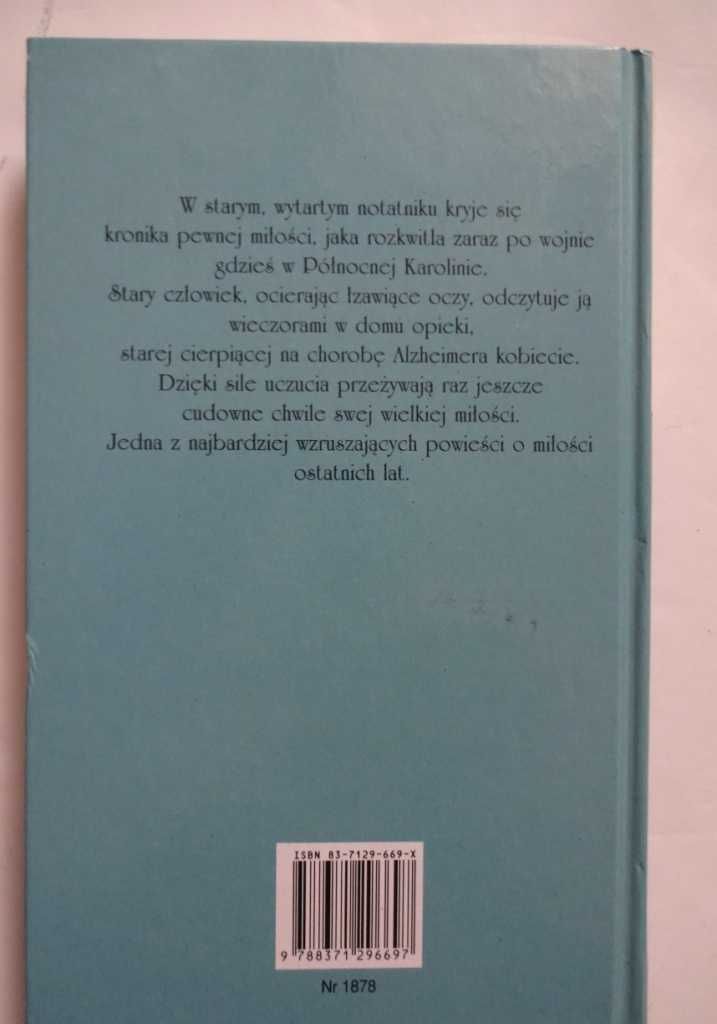 W starym, wytartym notatniku kryje się
kronika pewnej miłości, jaka rozkwitła zaraz po wojnie
gdzieś w Północnej Karolinie.
Stary człowiek, ocierając łzawiące oczy, odczytuje ją
wieczorami w domu opieki,
starej cierpiącej na chorobę Alzheimera kobiecie.
Dzięki sile uczucia przeżywają raz jeszcze
cudowne chwile swej wielkiej miłości.
Jedna z najbardziej wzruszających powieści o miłości
ostatnich lat.
ISBN 83-7129-669-X
9 788371 296697
Nr 1878